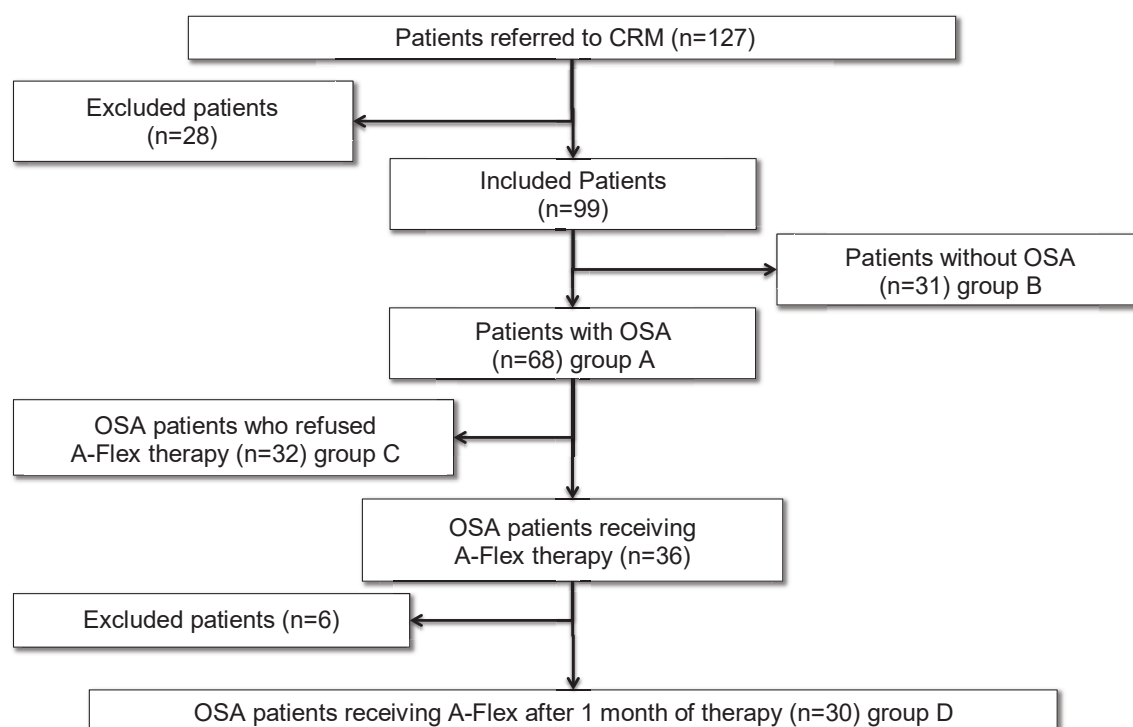 Patients referred to CRM (n=127)
Excluded patients
(n=28)
Included Patients
(n=99)
Patients without OSA
(n=31) group B
Patients with OSA
(n=68) group A
OSA patients who refused
A-Flex therapy (n=32) group C
OSA patients receiving
A-Flex therapy (n=36)
Excluded patients (n=6)
OSA patients receiving A-Flex after 1 month of therapy (n=30) group D